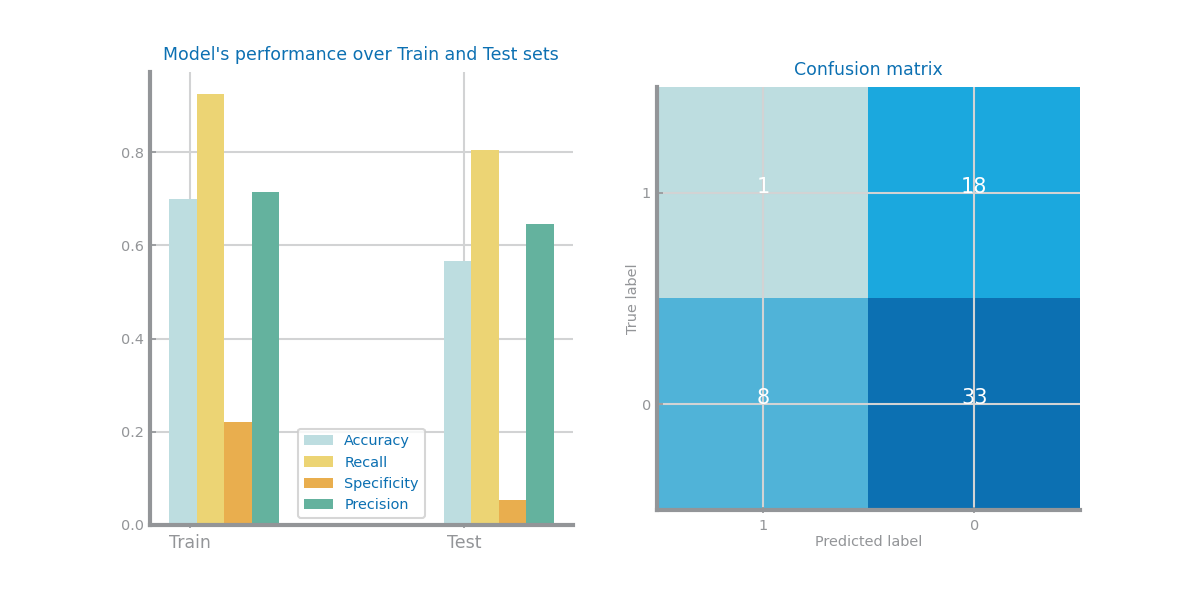 Model's performance over Train and Test sets
0.8
0.6
0.4
0.2
0.0
Train
Test
Accuracy
Recall
Specificity
Precision
Confusion matrix
True label
1
0
1
18
8
33
1
0
Predicted label